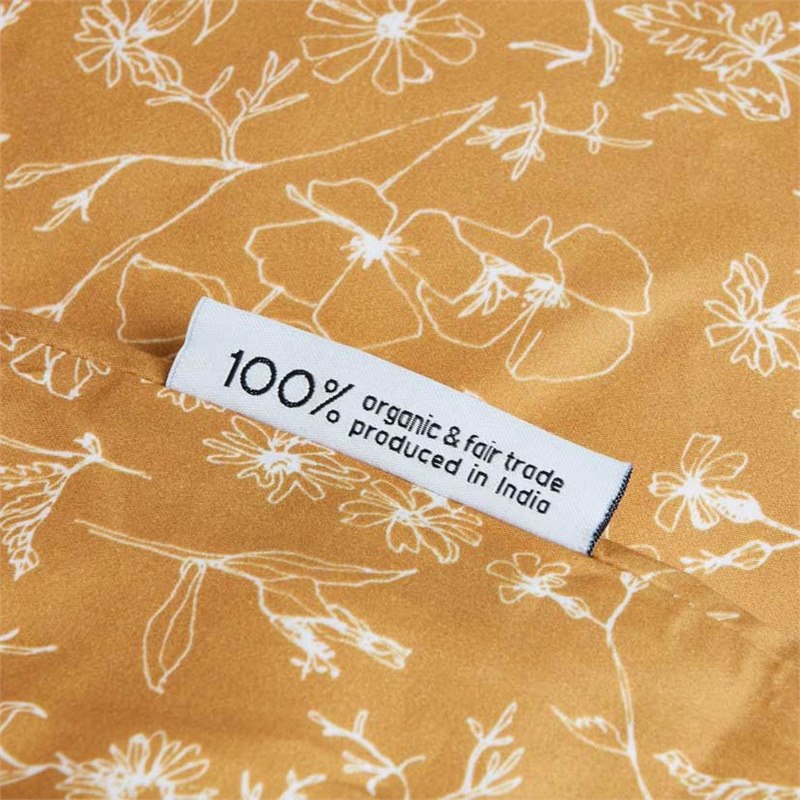 100% organic & fair trade
produced in India